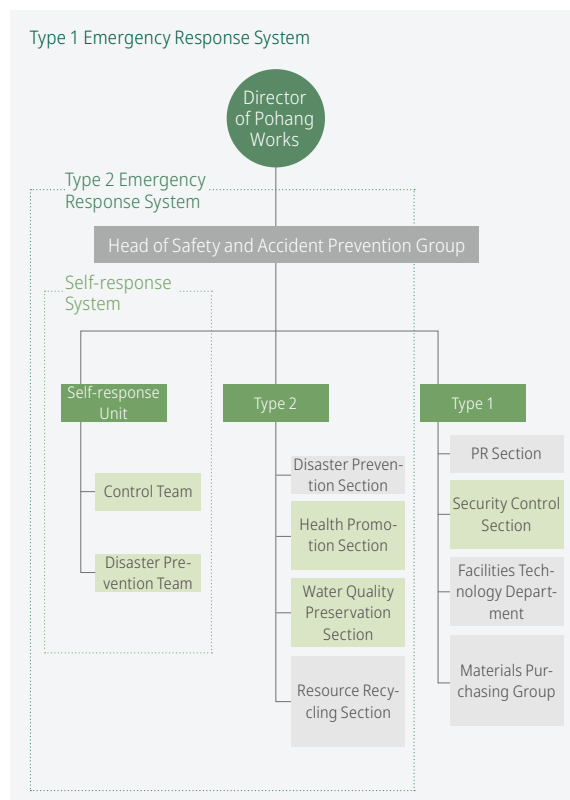 Type 1 Emergency Response System
Director
of Pohang
Works
Type 2 Emergency
Response System
Head of Safety and Accident Prevention Group
Self-response
System
Self-response
Unit
Control Team
Disaster Pre-
vention Team
Type 2
Disaster Preven-
tion Section
Health Promo-
tion Section
Water Quality
Preservation
Section
Resource Recy-
cling Section
Type 1
PR Section
Security Control
Section
Facilities Tech-
nology Depart-
ment
Materials Pur-
chasing Group